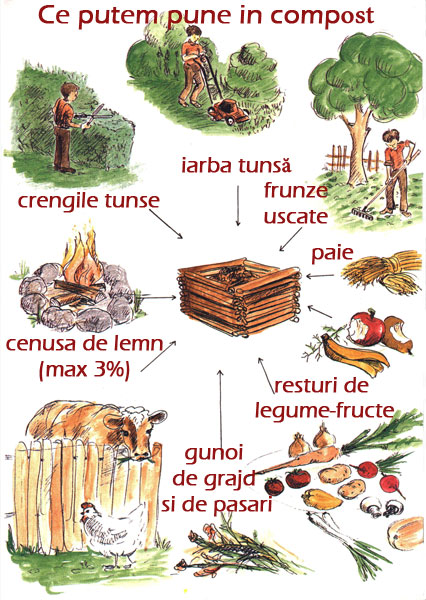 Ce putem pune in compost
iarba tunsă
crengile tunse
frunze
uscate
paie
cenusa de lemn
(max 3%)
resturi de
legume-fructe
gunoi
de grajd
si de pasari